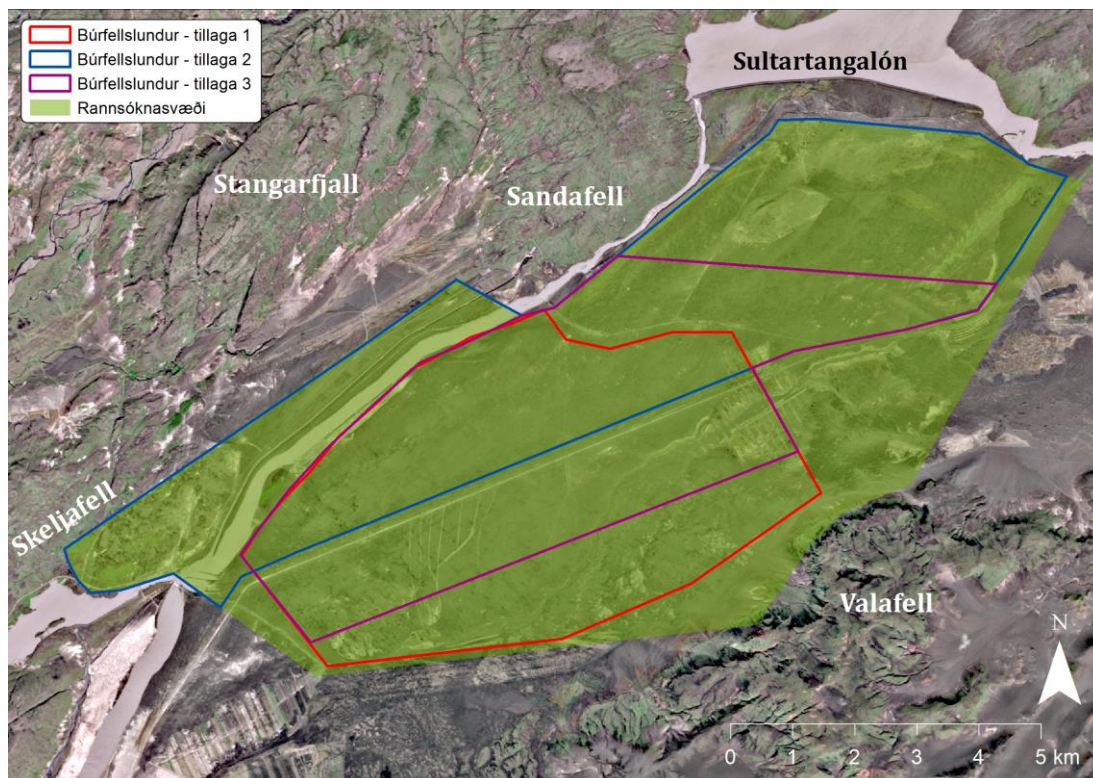 Búrfellslundur - tillaga 1
Búrfellslundur - tillaga 2
Búrfellslundur - tillaga 3
Rannsóknasvæði
Sultartangalón
Stangarfjall
Sandafell
Skeljafell
Valafell
N
0 1 2 3 4 5 km